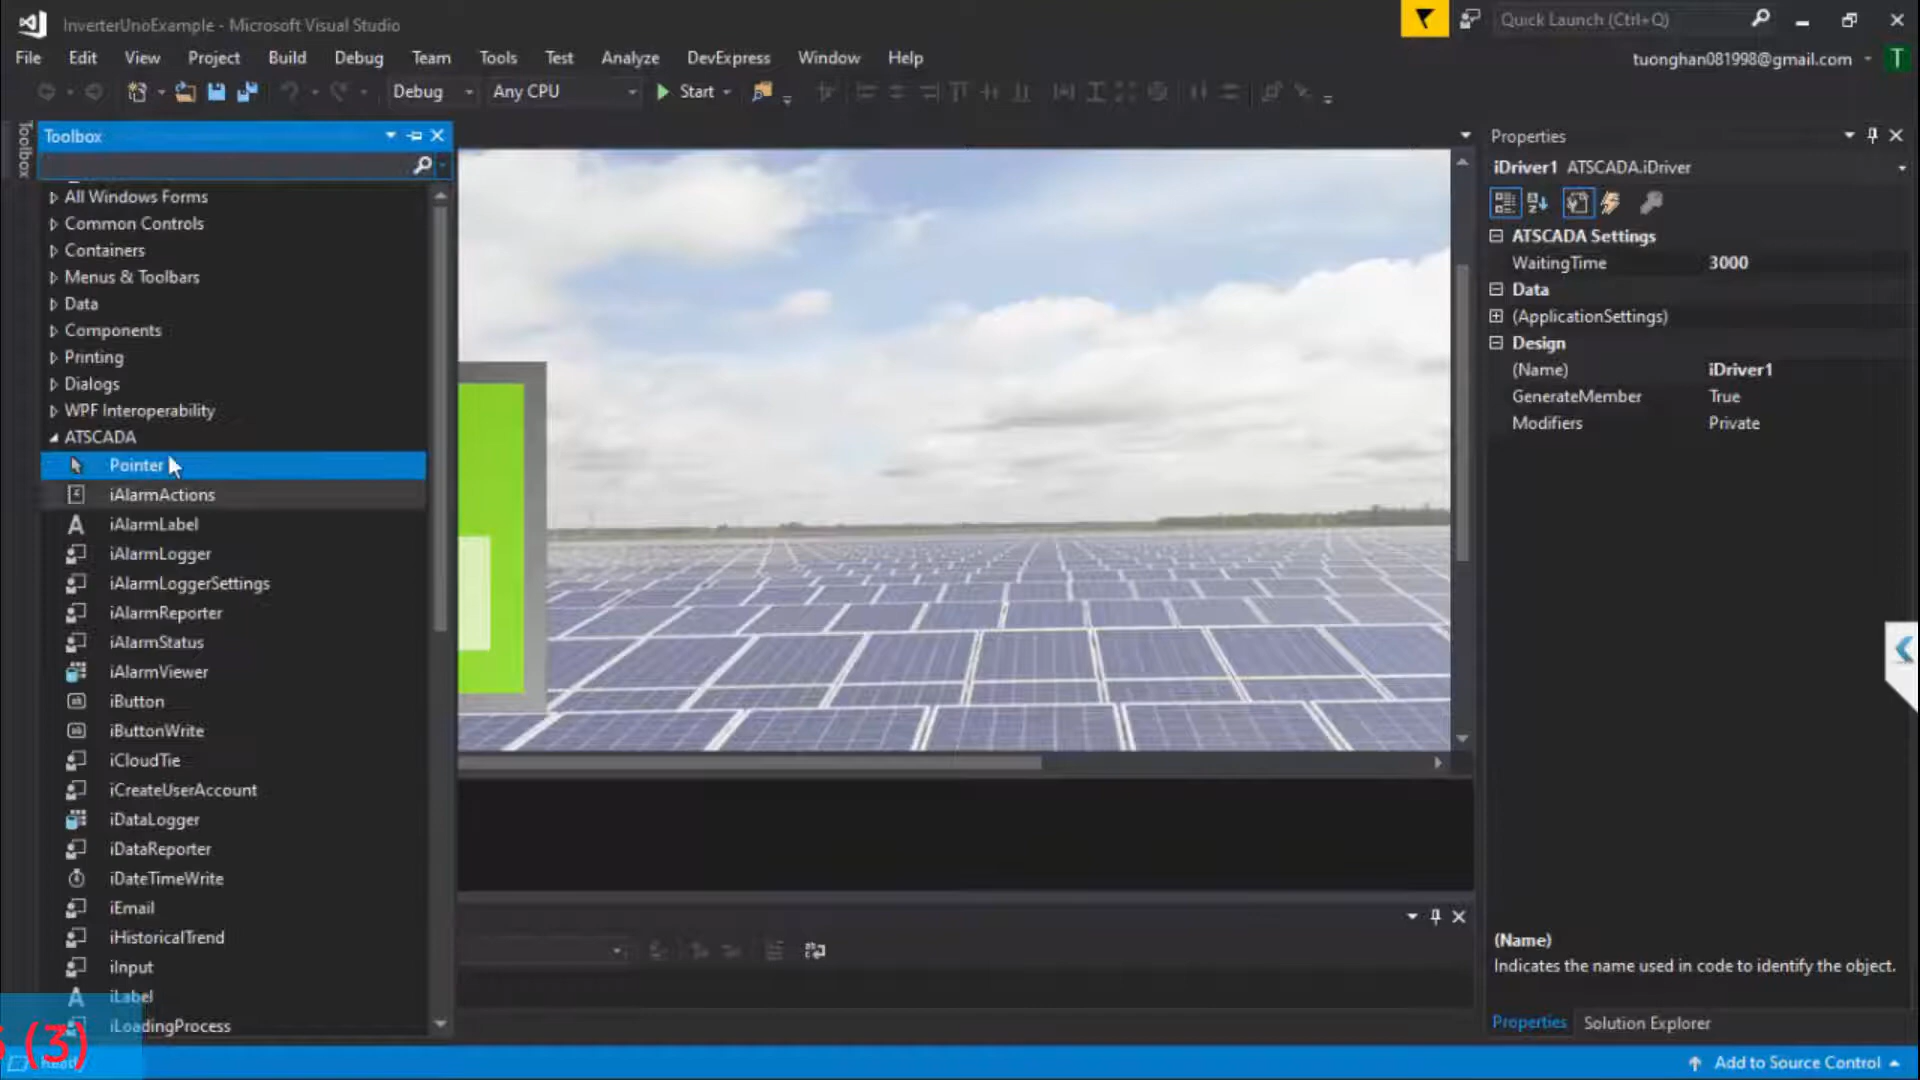 InverterUnoExample - Microsoft Visual Studio
Quick Launch (Ctrl+Q)
File Edit View Project Build Debug Team Tools Test Analyze DevExpress Window Help
tuonghan081998@gmail.com T
Debug Any CPU Start
Toolbox
Toolbox
All Windows Forms
Common Controls
Containers
Menus & Toolbars
Data
Components
Printing
Dialogs
WPF Interoperability
ATSCADA
Pointer
iAlarmActions
iAlarmLabel
iAlarmLogger
iAlarmLoggerSettings
iAlarmReporter
iAlarmStatus
iAlarmViewer
iButton
iButtonWrite
iCloudTie
iCreateUserAccount
iDataLogger
iDataReporter
iDateTimeWrite
iEmail
iHistoricalTrend
iInput
iLabel
iLoadingProcess
Properties
iDriver1 ATSCADA.iDriver
ATSCADA Settings
WaitingTime 3000
Data
(ApplicationSettings)
Design
(Name) iDriver1
GenerateMember True
Modifiers Private
(Name)
Indicates the name used in code to identify the object.
Properties Solution Explorer
(3)
Add to Source Control